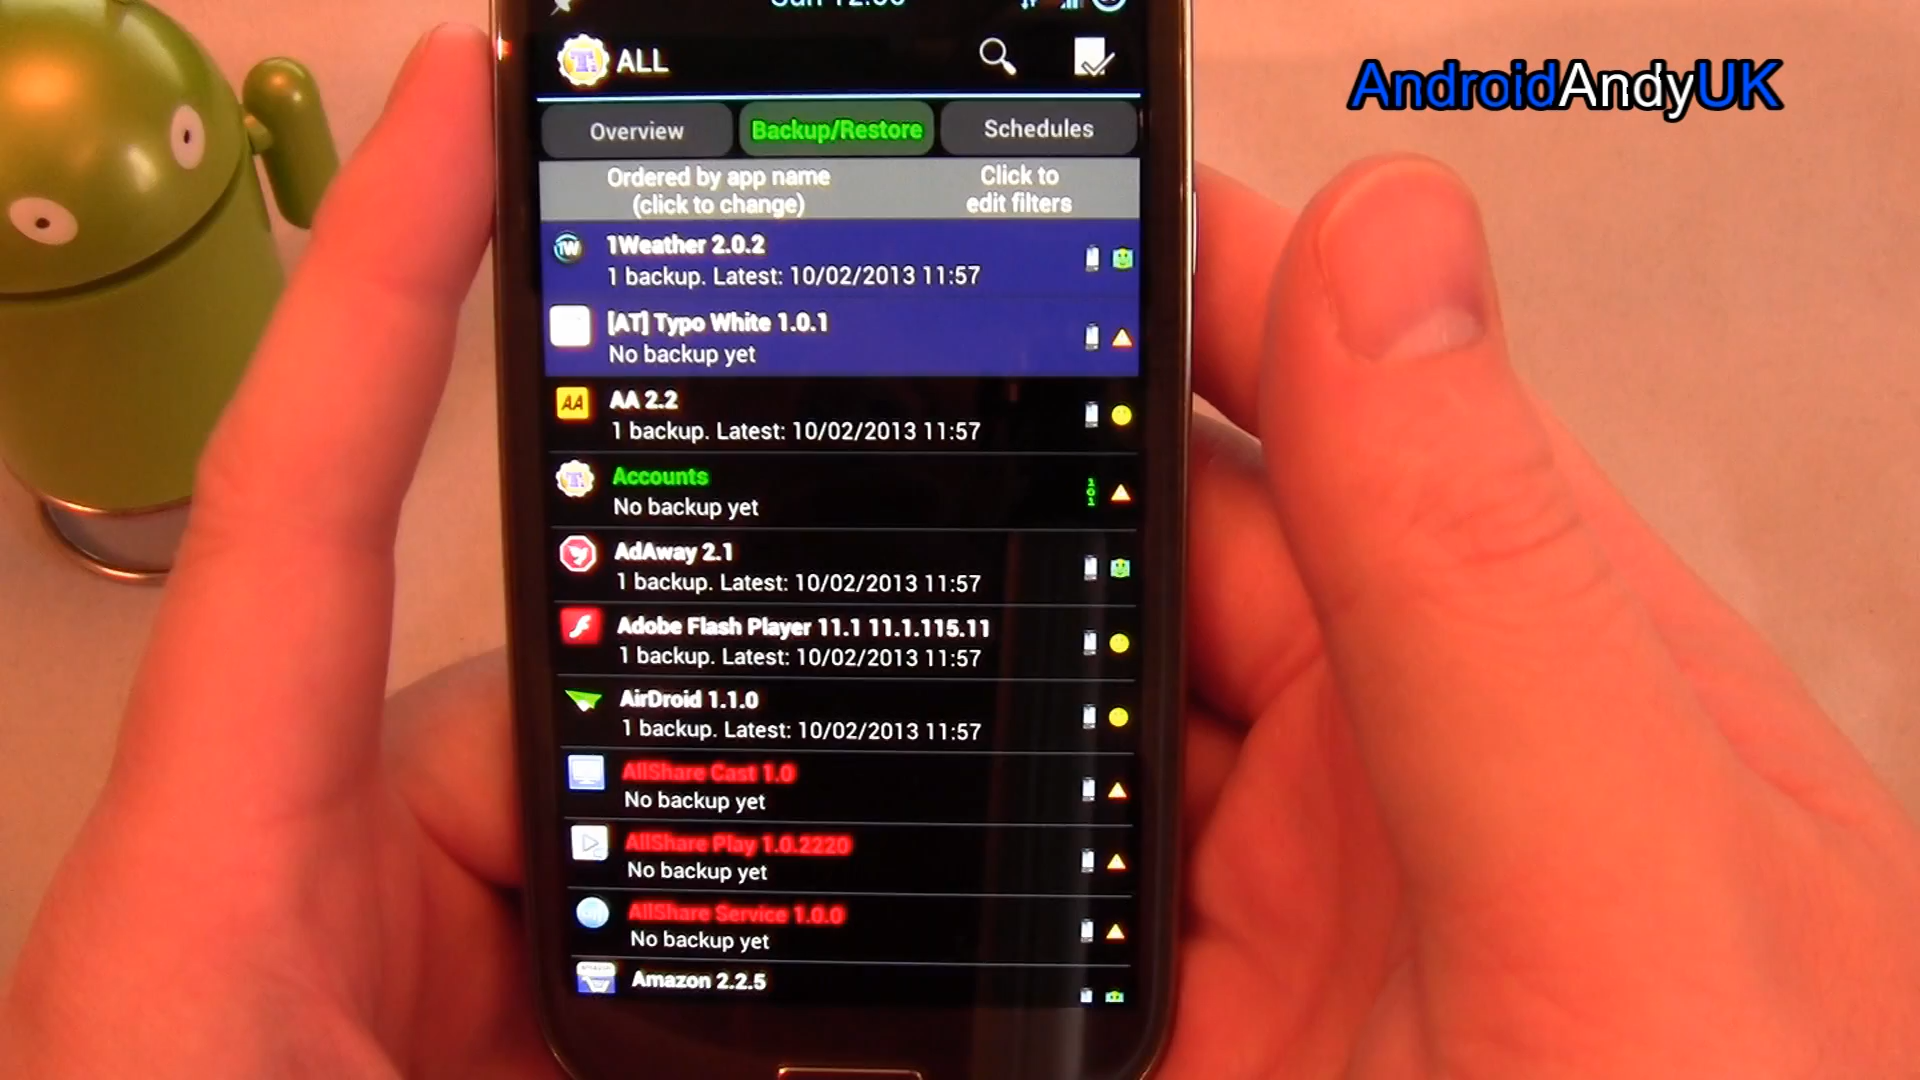 Sun 12:00
ALL
AndroidAndyUK
Overview
Backup/Restore
Schedules
Ordered by app name
(click to change)
Click to
edit filters
1Weather 2.0.2
1 backup. Latest: 10/02/2013 11:57
[AT] Typo White 1.0.1
No backup yet
AA
AA 2.2
1 backup. Latest: 10/02/2013 11:57
Accounts
No backup yet
AdAway 2.1
1 backup. Latest: 10/02/2013 11:57
Adobe Flash Player 11.1 11.1.115.11
1 backup. Latest: 10/02/2013 11:57
AirDroid 1.1.0
1 backup. Latest: 10/02/2013 11:57
AllShare Cast 1.0
No backup yet
AllShare Play 1.0.2220
No backup yet
AllShare Service 1.0.0
No backup yet
Amazon 2.2.5